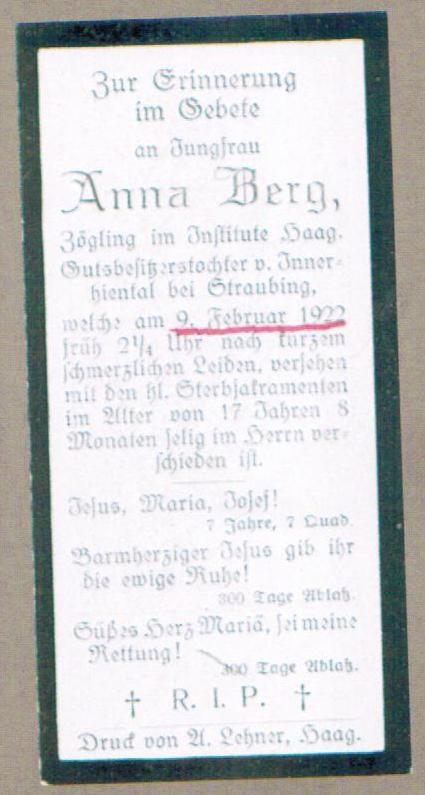 Zur Erinnerung
im Gebete
an Jungfrau
Anna Berg,
Zögling im Institute Haag.
Gutsbesitzerstochter v. Inner-
hiental bei Straubing,
welche am 9. Februar 1922
früh 2¼ Uhr nach kurzem
schmerzlichen Leiden, versehen
mit den hl. Sterbsakramenten
im Alter von 17 Jahren 8
Monaten selig im Herrn ver-
schieden ist.
Jesus, Maria, Josef!
7 Jahre, 7 Quad.
Barmherziger Jesus gib ihr
die ewige Ruhe!
300 Tage Ablaß.
Süßes Herz Mariä, sei meine
Rettung!
300 Tage Ablaß.
† R. I. P. †
Druck von A. Lehner, Haag.